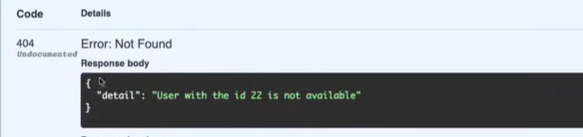 Code Details
404 Error: Not Found
Undocumented
Response body
{
"detail": "User with the id 22 is not available"
}